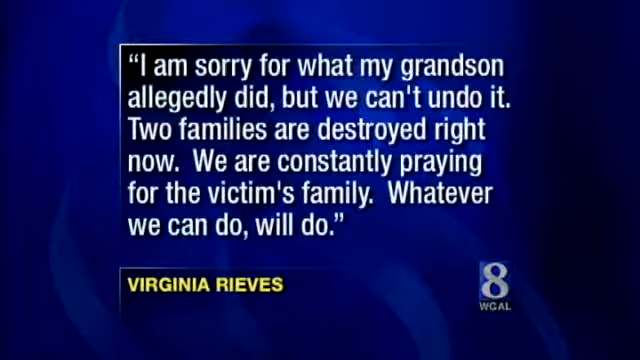 “I am sorry for what my grandson
allegedly did, but we can't undo it.
Two families are destroyed right
now.  We are constantly praying
for the victim's family.  Whatever
we can do, will do.”
VIRGINIA RIEVES
8
WGAL